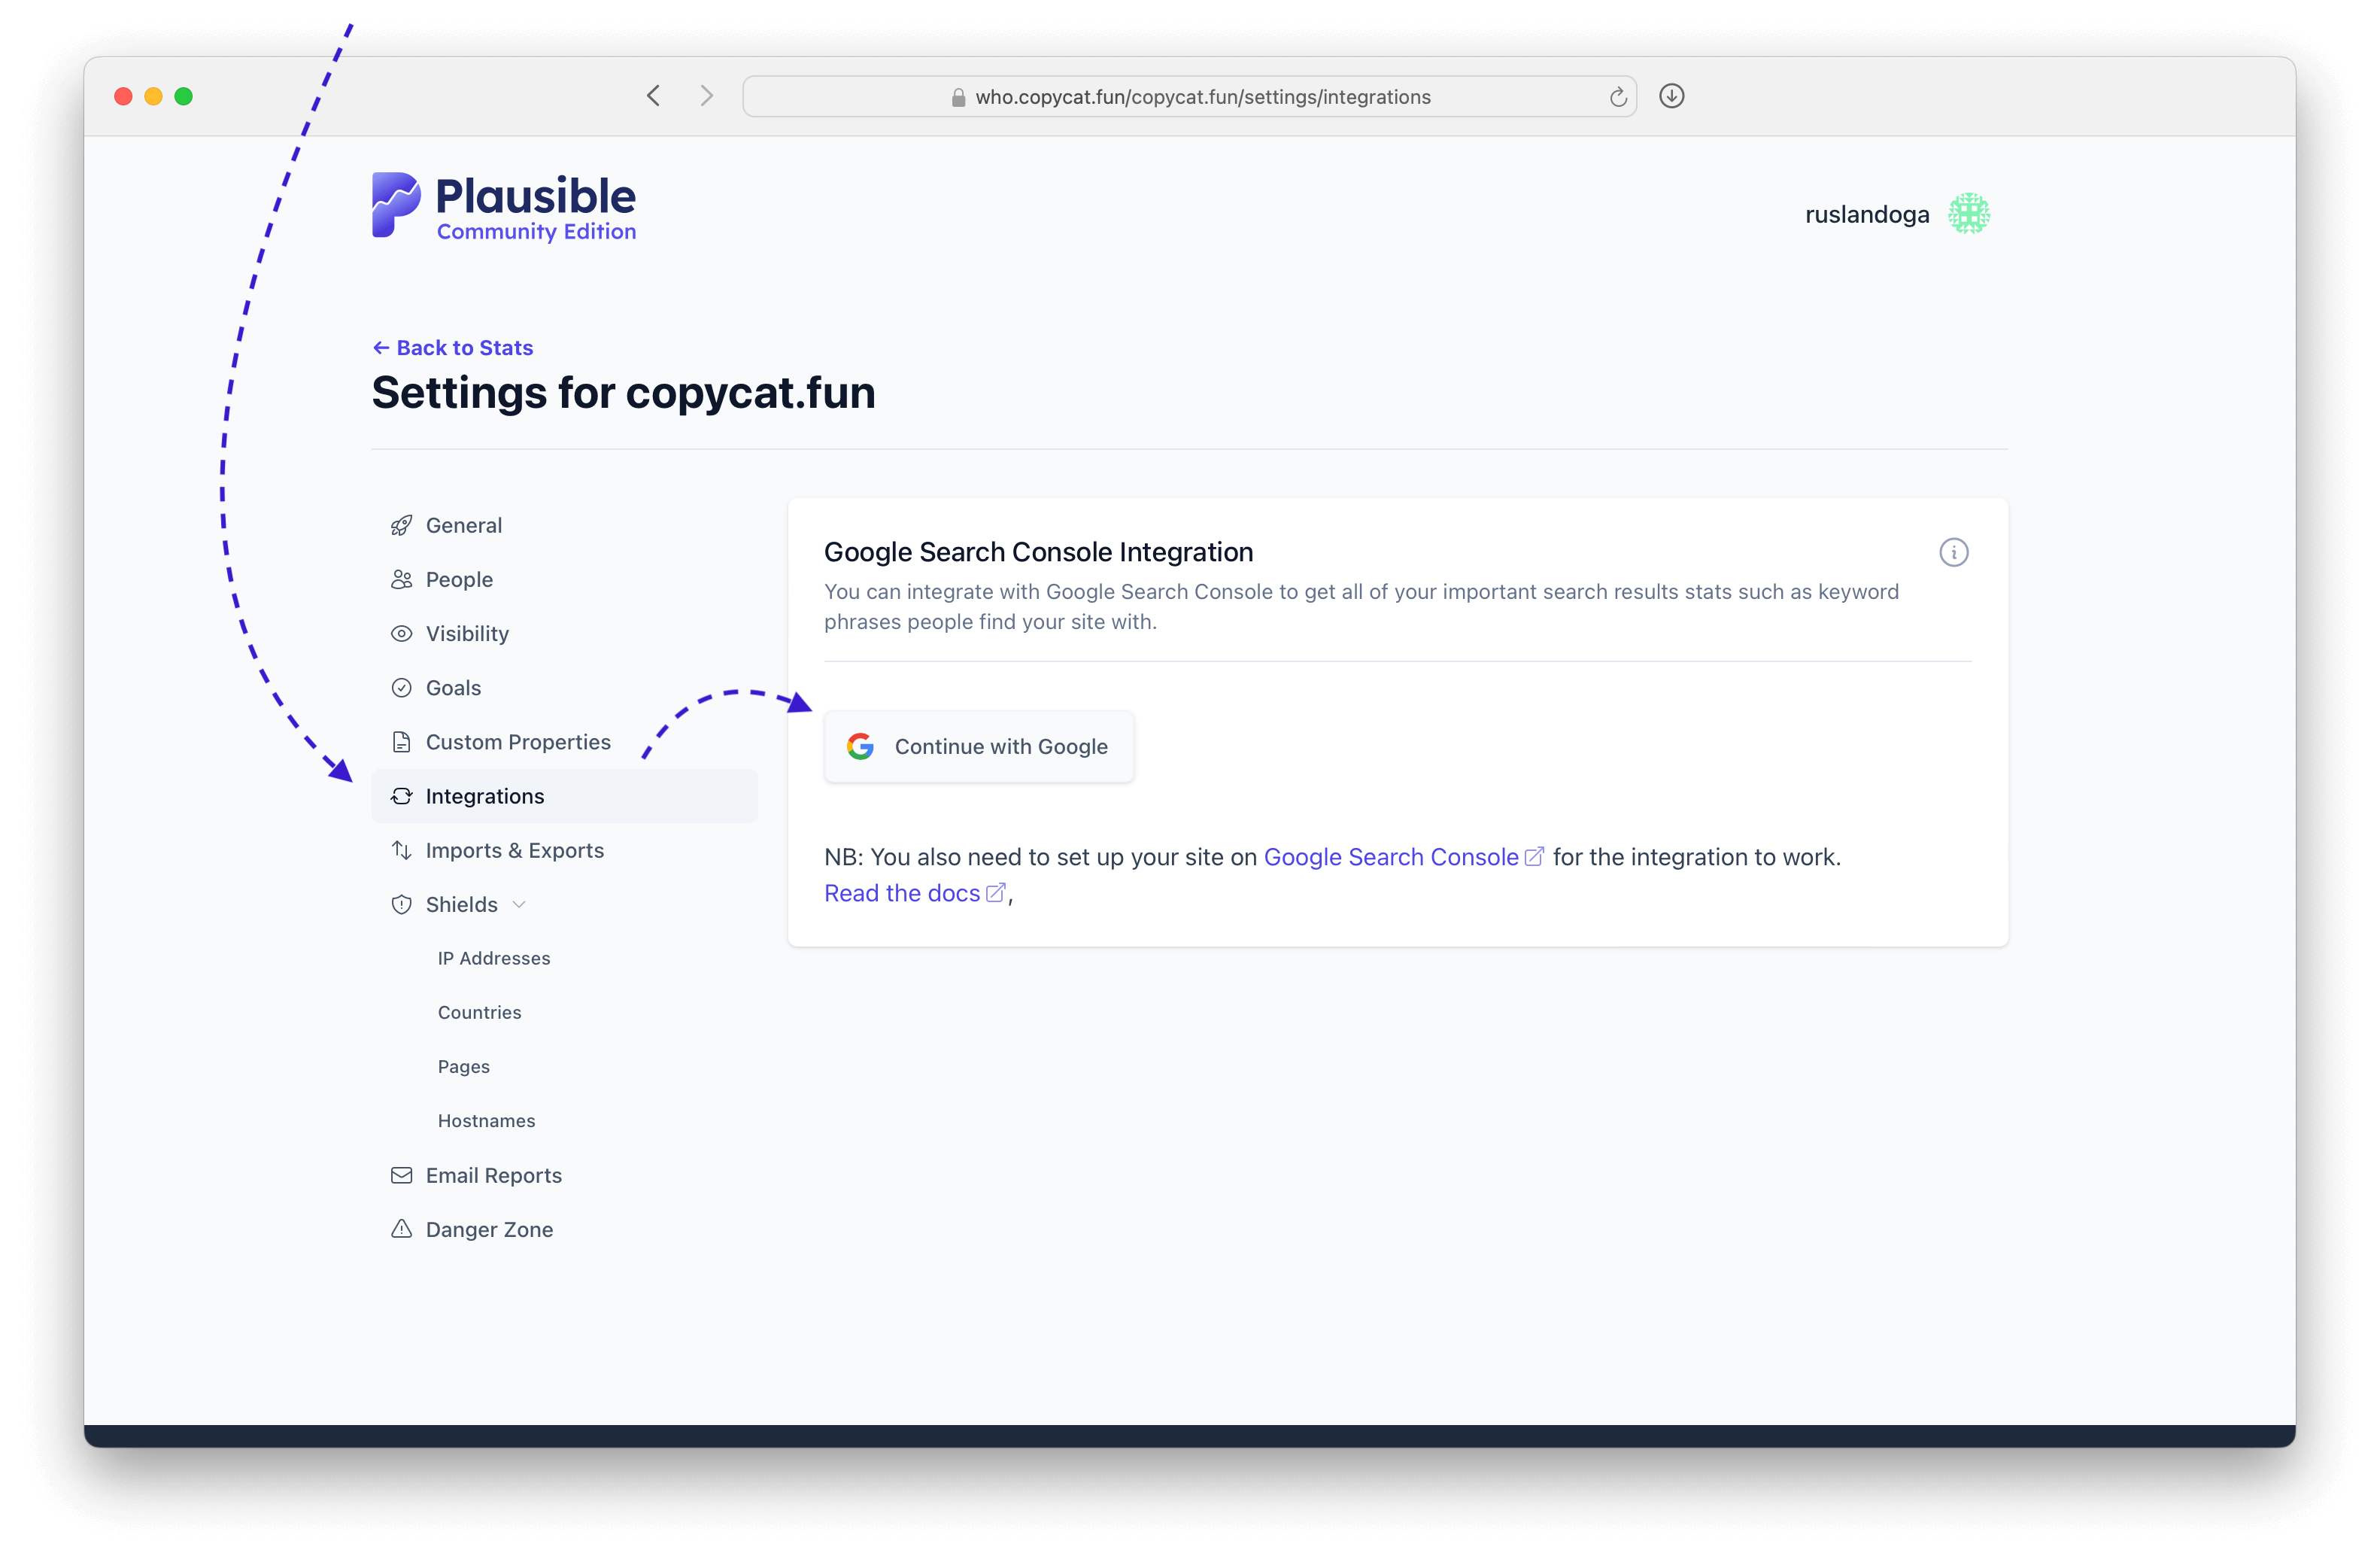 who.copycat.fun/copycat.fun/settings/integrations
Plausible
Community Edition
ruslandoga
← Back to Stats
Settings for copycat.fun
General
People
Visibility
Goals
Custom Properties
Integrations
Imports & Exports
Shields
IP Addresses
Countries
Pages
Hostnames
Email Reports
Danger Zone
Google Search Console Integration
You can integrate with Google Search Console to get all of your important search results stats such as keyword
phrases people find your site with.
Continue with Google
NB: You also need to set up your site on Google Search Console for the integration to work.
Read the docs ,